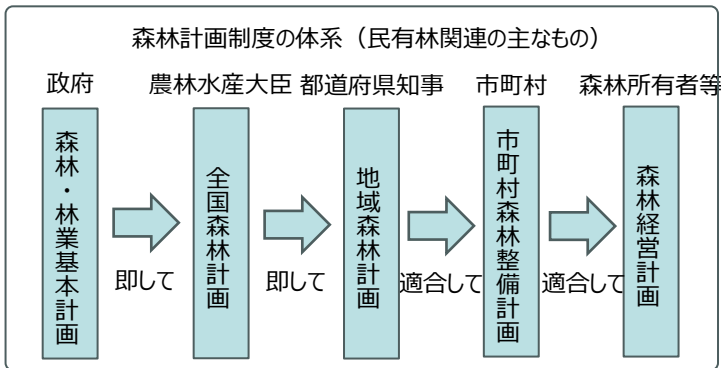 森林計画制度の体系（民有林関連の主なもの）
政府 農林水産大臣 都道府県知事 市町村 森林所有者等
森林・林業基本計画
即して
全国森林計画
即して
地域森林計画
適合して
市町村森林整備計画
適合して
森林経営計画